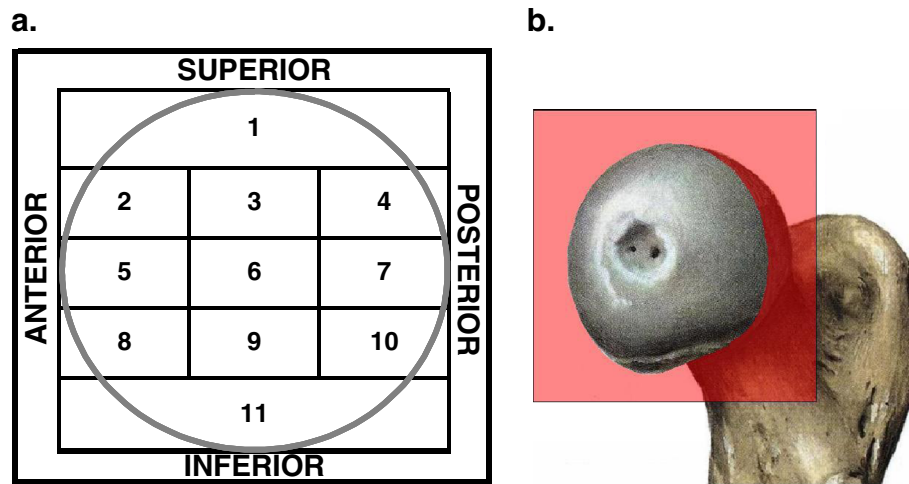 a.
SUPERIOR
1
ANTERIOR
2 3 4
5 6 7
8 9 10
11
POSTERIOR
INFERIOR
b.